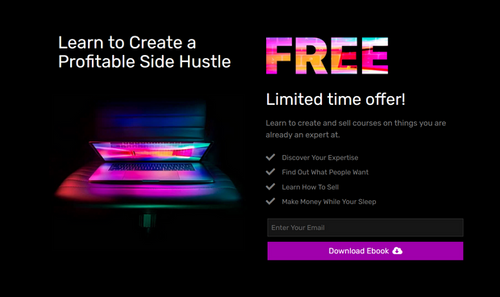 Learn to Create a
Profitable Side Hustle
FREE
Limited time offer!
Learn to create and sell courses on things you are
already an expert at.
Discover Your Expertise
Find Out What People Want
Learn How To Sell
Make Money While Your Sleep
Enter Your Email
Download Ebook